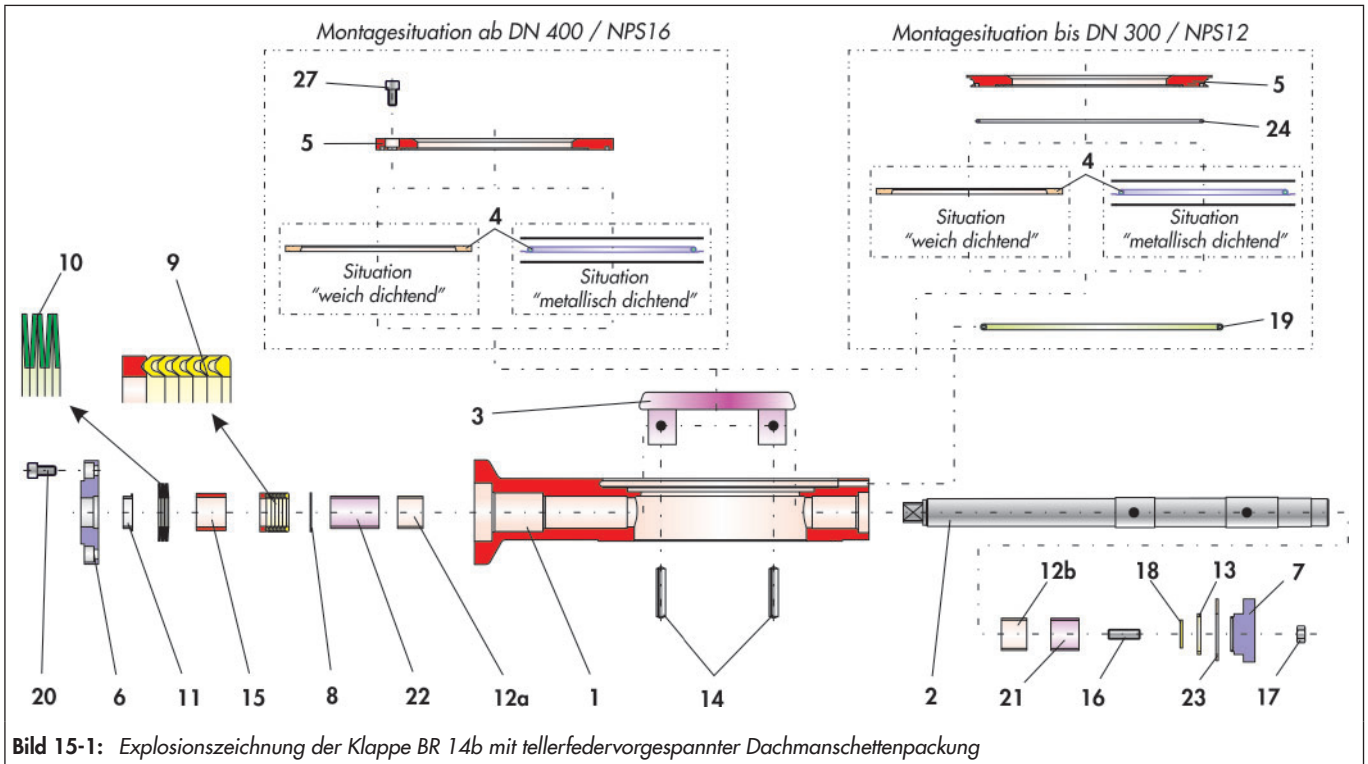 Montagesituation ab DN 400 / NPS16
Montagesituation bis DN 300 / NPS12
27
5
5
24
4
4
Situation
"weich dichtend"
Situation
"metallisch dichtend"
Situation
"weich dichtend"
Situation
"metallisch dichtend"
10
9
19
3
12b
18
13
7
20
6
11
15
8
22
12a
1
14
2
21
16
23
17
Bild 15-1: Explosionszeichnung der Klappe BR 14b mit tellerfedervorgespannter Dachmanschettenpackung